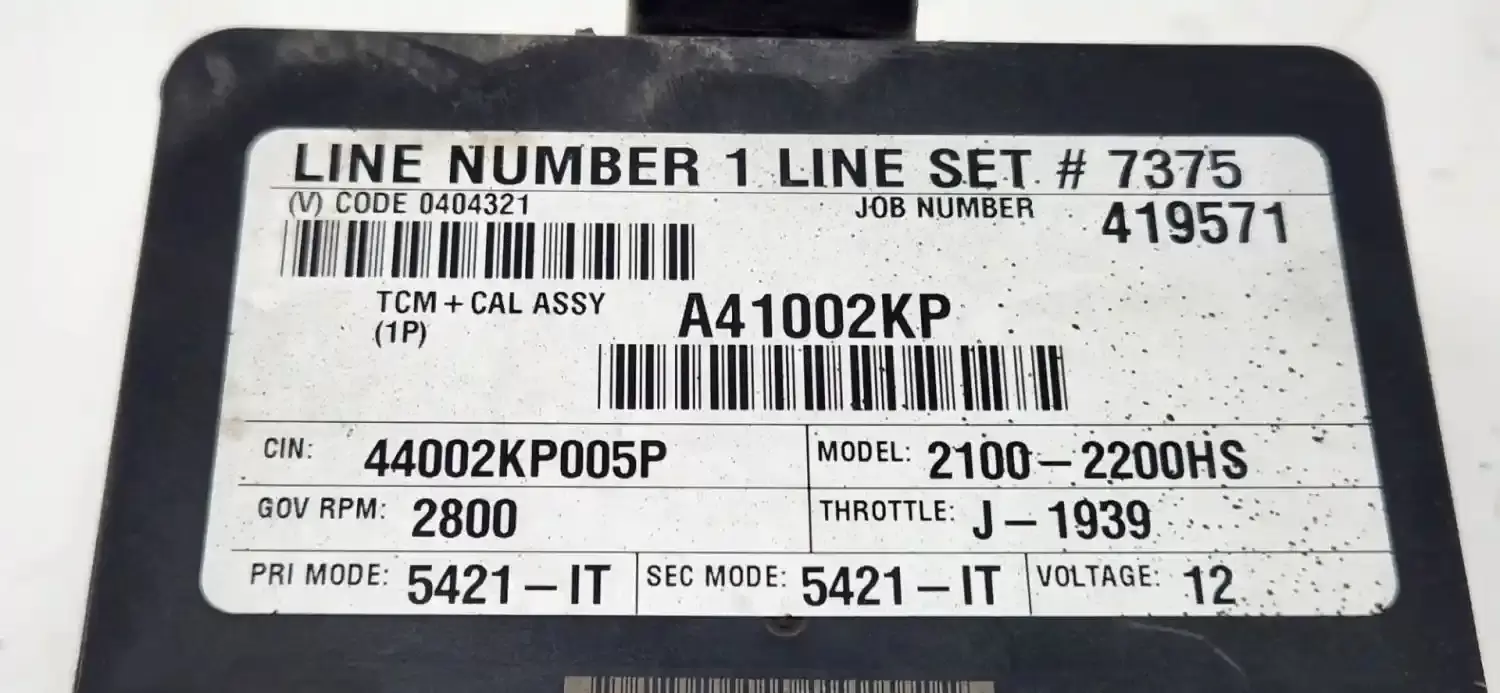 LINE NUMBER 1 LINE SET # 7375
(V) CODE 0404321
JOB NUMBER 419571
TCM + CAL ASSY
(1P)
A41002KP
CIN: 44002KP005P
MODEL: 2100-2200HS
GOV RPM: 2800
THROTTLE: J-1939
PRI MODE: 5421-IT
SEC MODE: 5421-IT
VOLTAGE: 12